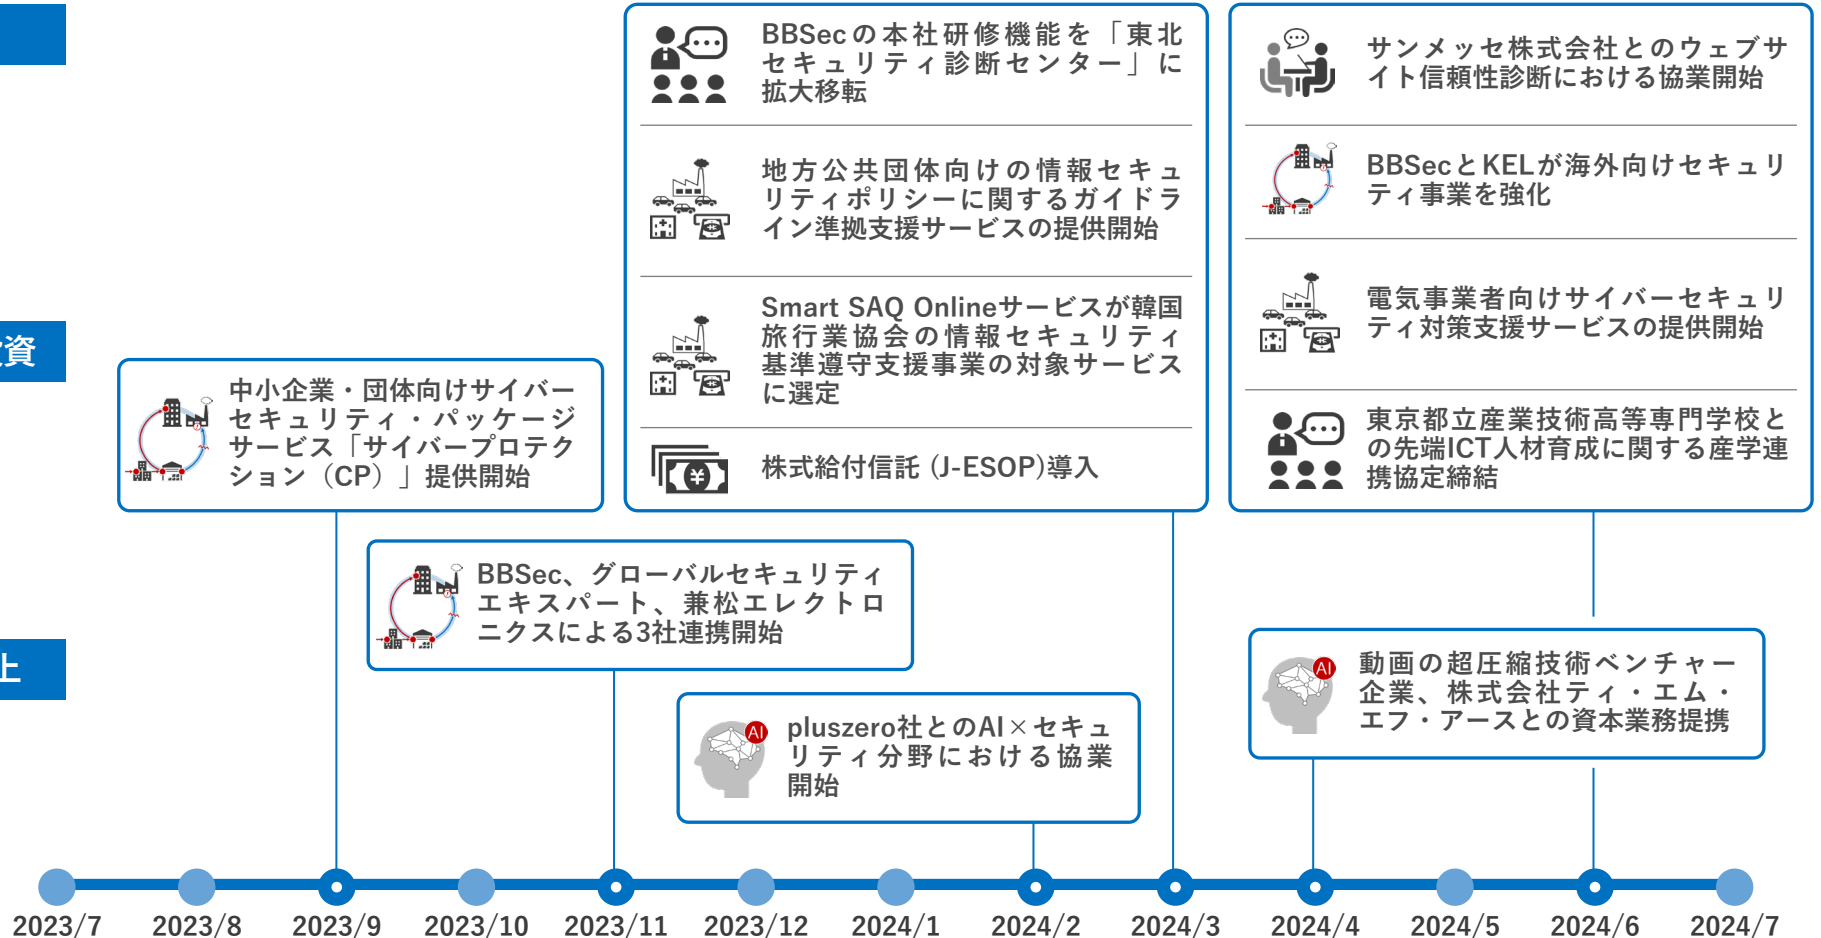 資
上
中小企業・団体向けサイバー
セキュリティ・パッケージ
サービス「サイバープロテク
ション（CP）」提供開始
BBSec、グローバルセキュリティ
エキスパート、兼松エレクトロ
ニクスによる3社連携開始
AI
pluszero社とのAI×セキュ
リティ分野における協業
開始
BBSecの本社研修機能を「東北
セキュリティ診断センター」に
拡大移転
地方公共団体向けの情報セキュ
リティポリシーに関するガイドラ
イン準拠支援サービスの提供開始
Smart SAQ Onlineサービスが韓国
旅行業協会の情報セキュリティ
基準遵守支援事業の対象サービス
に選定
株式給付信託 (J-ESOP)導入
AI
動画の超圧縮技術ベンチャー
企業、株式会社ティ・エム・
エフ・アースとの資本業務提携
サンメッセ株式会社とのウェブサ
イト信頼性診断における協業開始
BBSecとKELが海外向けセキュリ
ティ事業を強化
電気事業者向けサイバーセキュリ
ティ対策支援サービスの提供開始
東京都立産業技術高等専門学校と
の先端ICT人材育成に関する産学連
携協定締結
2023/7 2023/8 2023/9 2023/10 2023/11 2023/12 2024/1 2024/2 2024/3 2024/4 2024/5 2024/6 2024/7